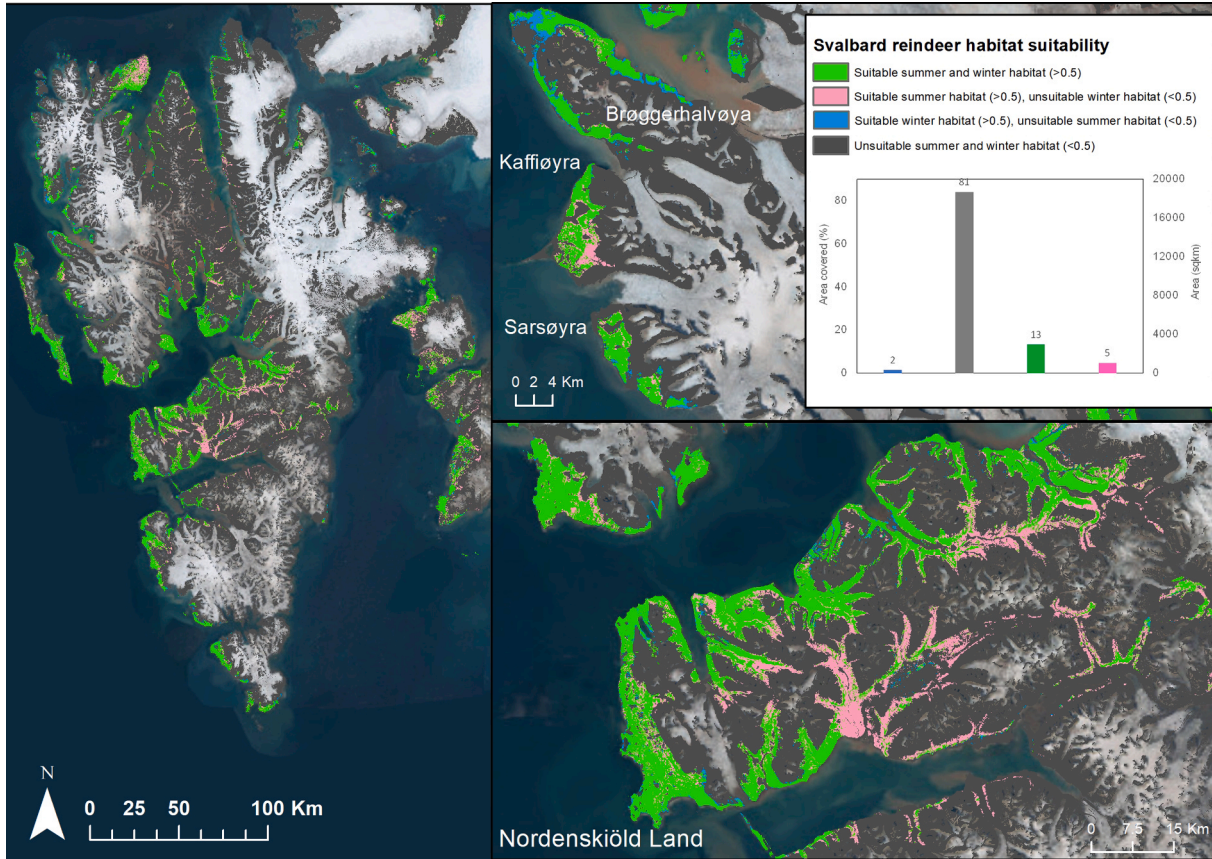 N
0 25 50 100 Km
Brøggerhalvøya
Kaffiøyra
Sarsøyra
0 2 4 Km
Svalbard reindeer habitat suitability
Suitable summer and winter habitat (>0.5)
Suitable summer habitat (>0.5), unsuitable winter habitat (<0.5)
Suitable winter habitat (>0.5), unsuitable summer habitat (<0.5)
Unsuitable summer and winter habitat (<0.5)
Area covered (%)
80
60
40
20
0
2
81
13
5
20000
16000
12000
8000
4000
0
Area (sqkm)
Nordenskiöld Land
0 7.5 15 Km